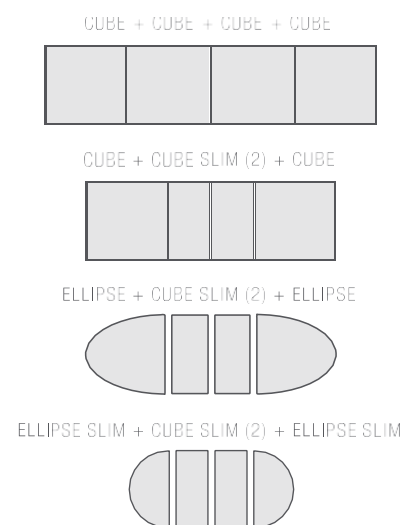 CUBE + CUBE + CUBE + CUBE
CUBE + CUBE SLIM (2) + CUBE
ELLIPSE + CUBE SLIM (2) + ELLIPSE
ELLIPSE SLIM + CUBE SLIM (2) + ELLIPSE SLIM